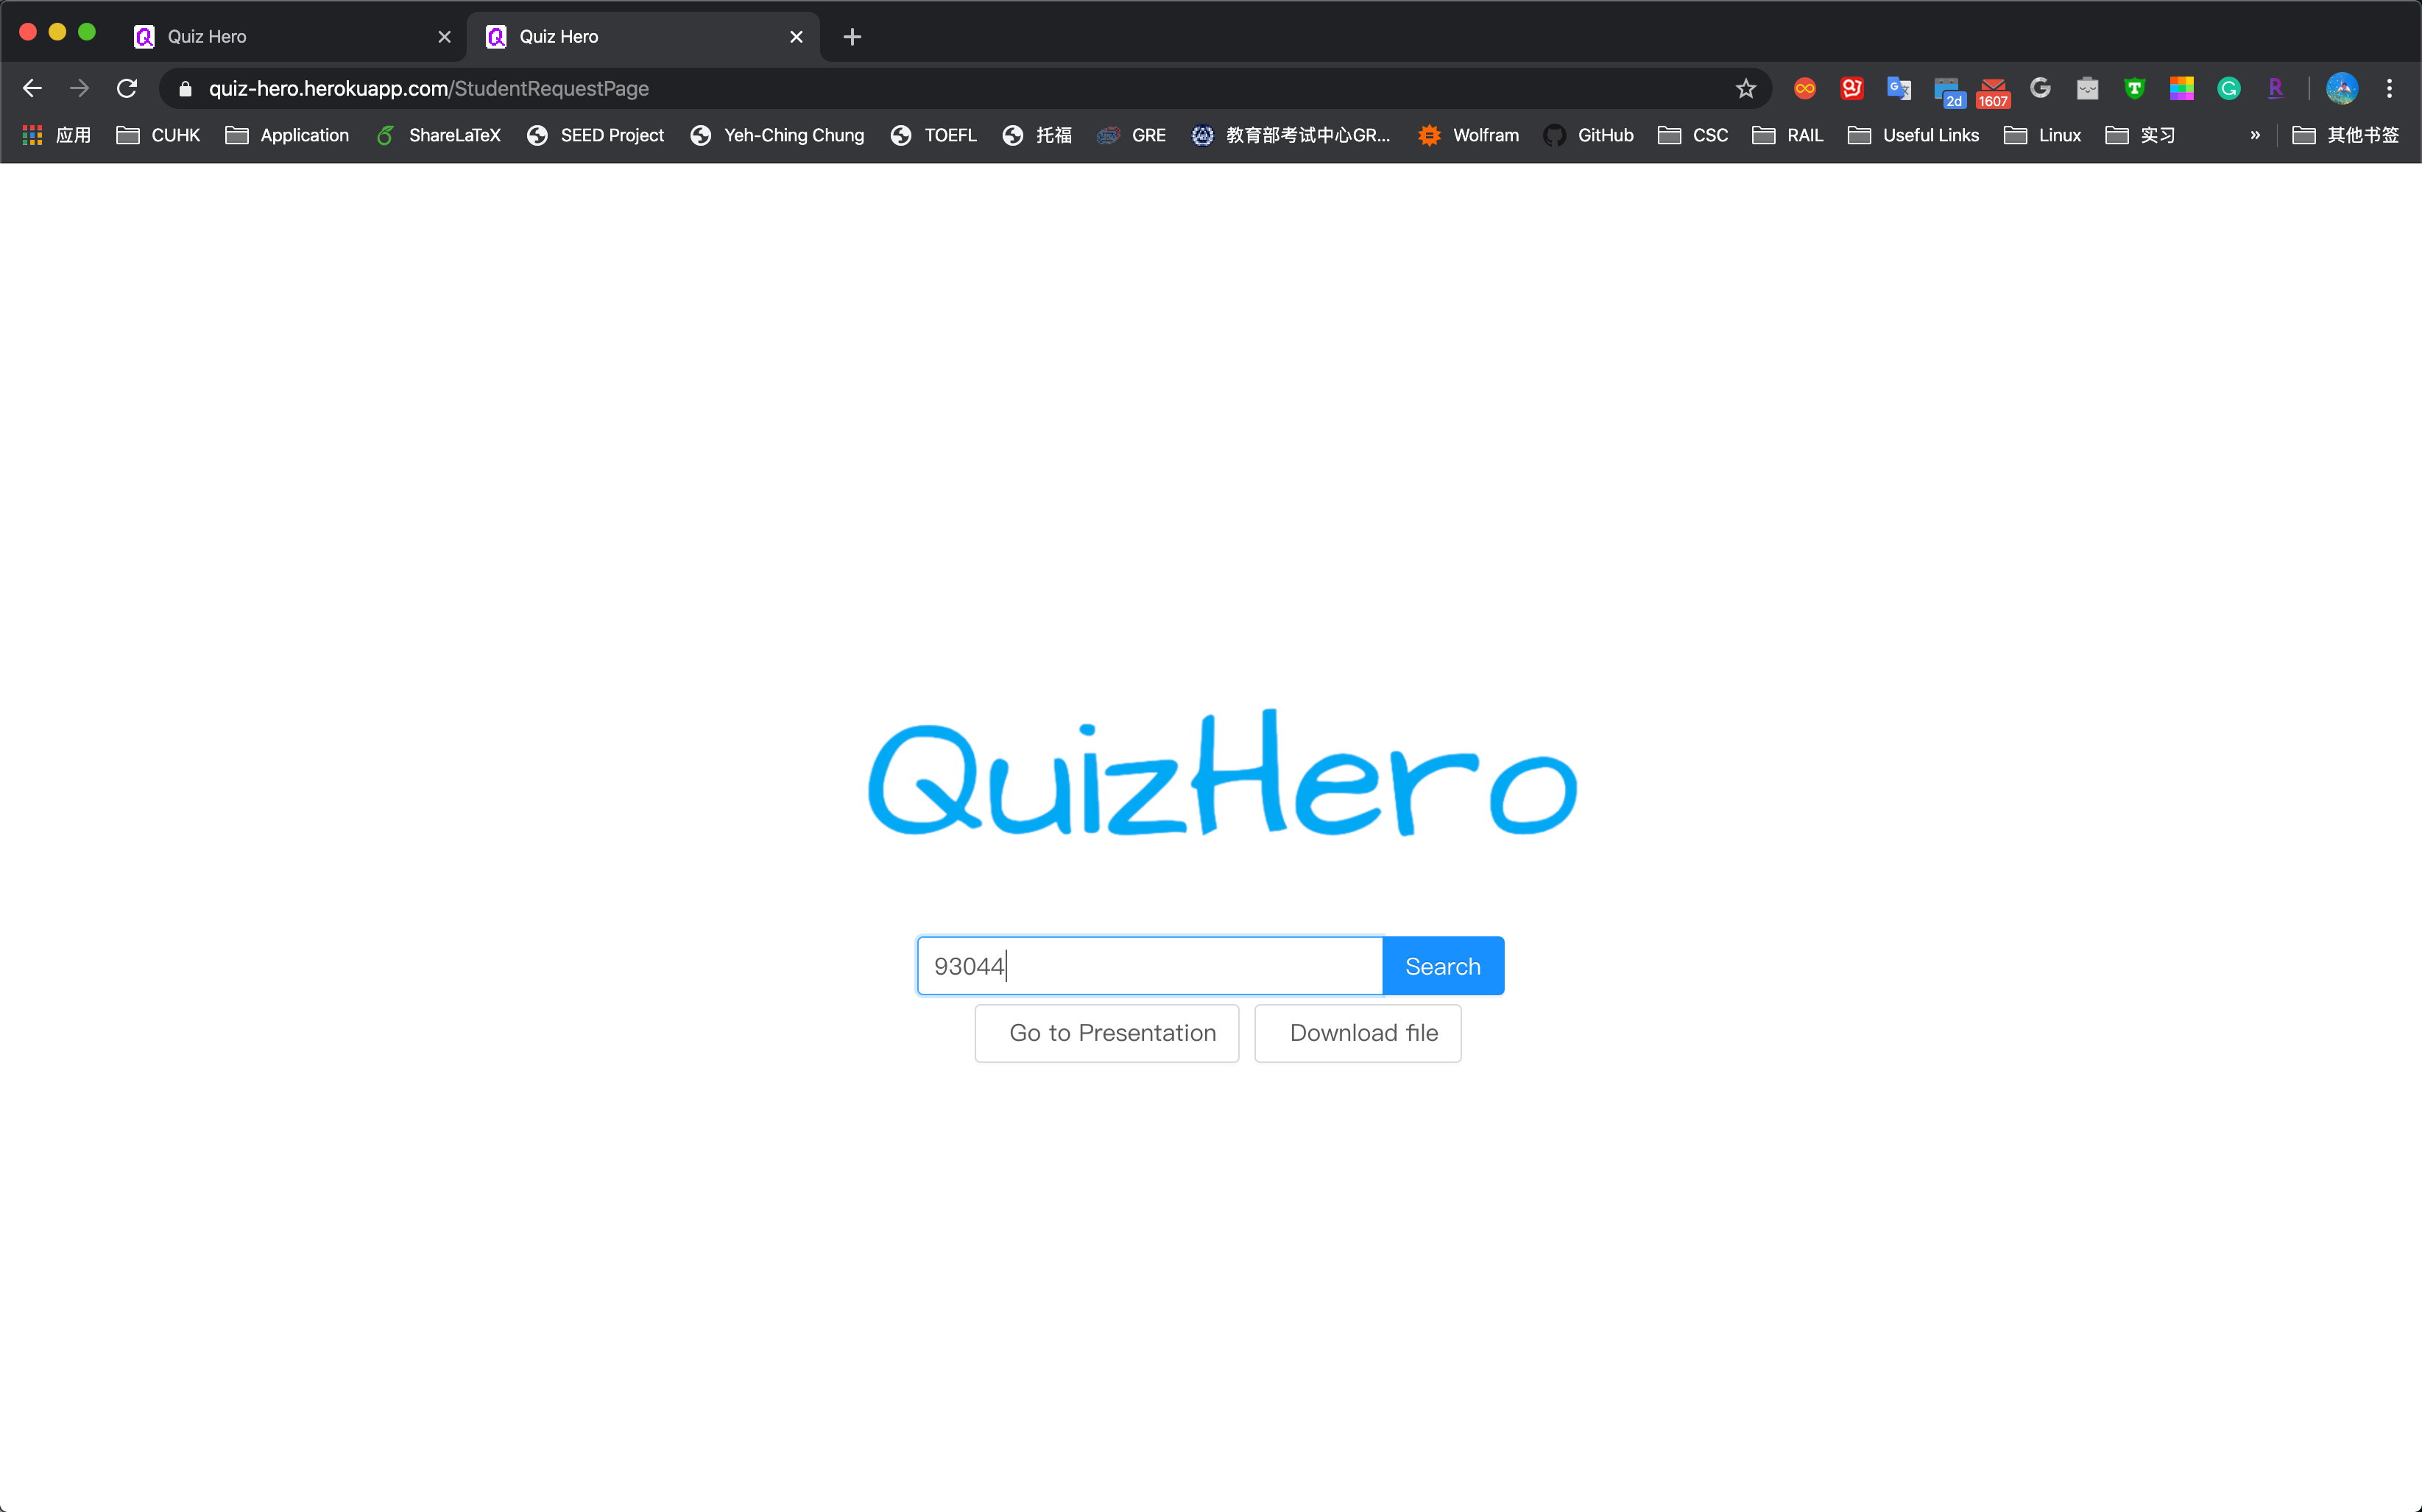 Quiz Hero
Quiz Hero
quiz-hero.herokuapp.com/StudentRequestPage
2d
1607
应用 CUHK Application ShareLaTeX SEED Project Yeh-Ching Chung TOEFL 托福 GRE 教育部考试中心GR... Wolfram GitHub CSC RAIL Useful Links Linux 实习 » 其他书签
QuizHero
93044 Search
Go to Presentation Download file